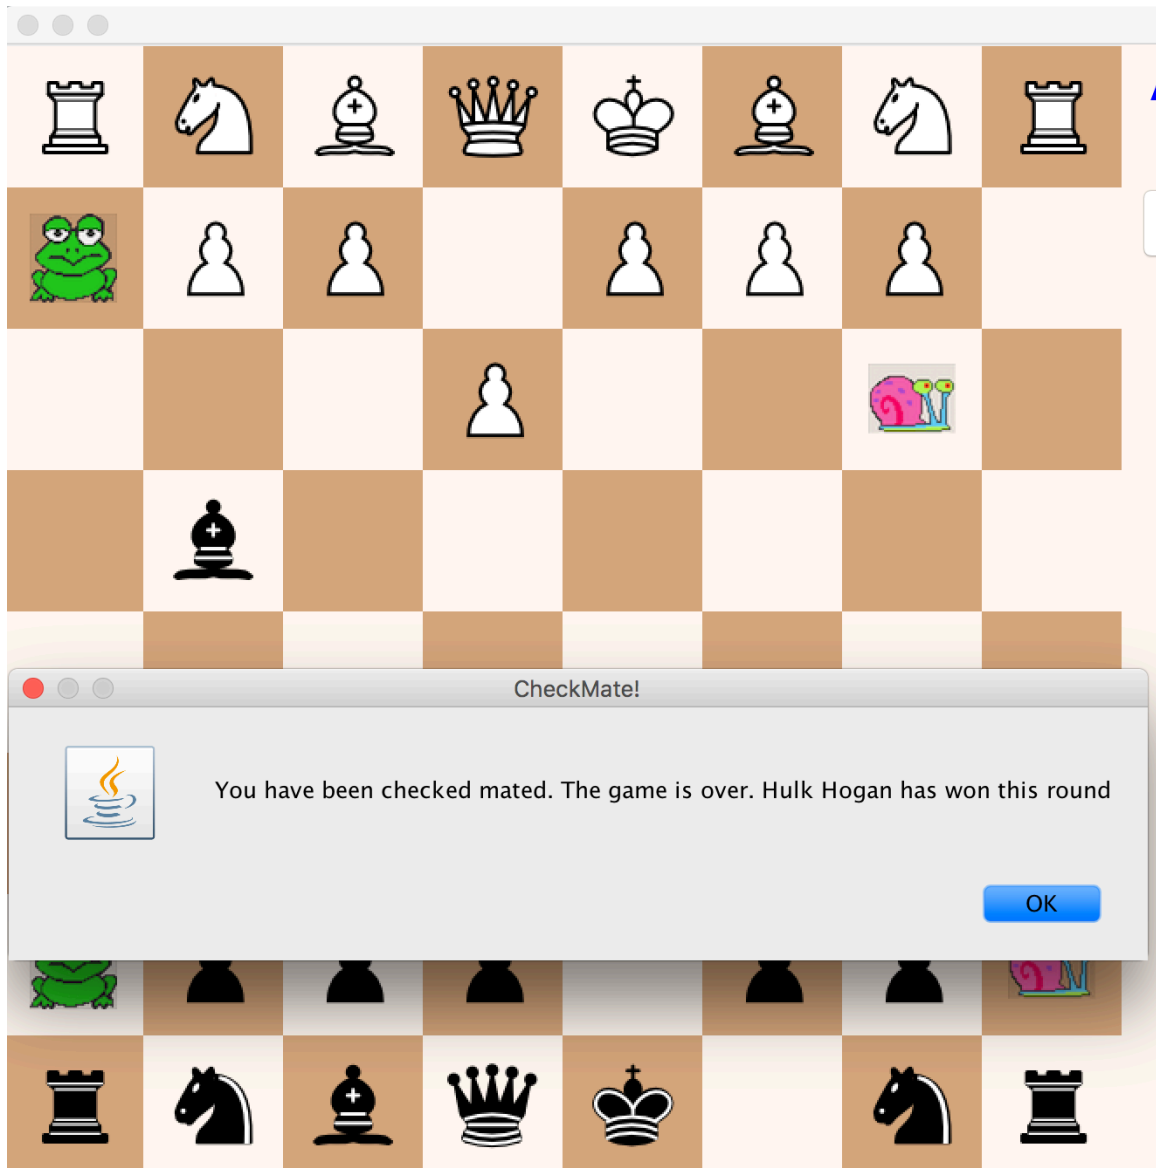 CheckMate!
You have been checked mated. The game is over. Hulk Hogan has won this round
OK